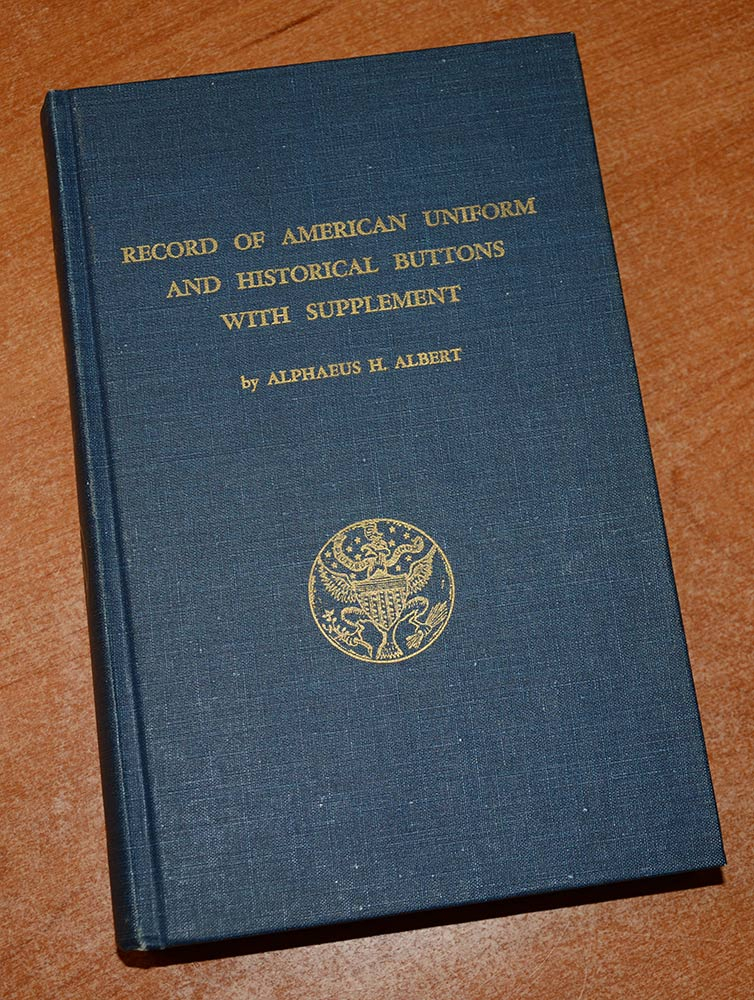 RECORD OF AMERICAN UNIFORM
AND HISTORICAL BUTTONS
WITH SUPPLEMENT
by ALPHAEUS H. ALBERT